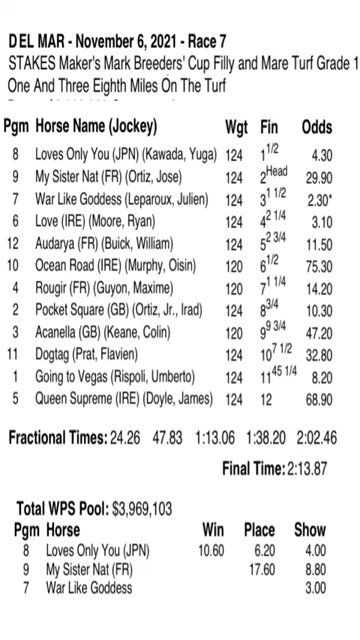 DEL MAR - November 6, 2021 - Race 7
STAKES Maker's Mark Breeders' Cup Filly and Mare Turf Grade 1
One And Three Eighth Miles On The Turf
Pgm Horse Name (Jockey) Wgt Fin Odds
8 Loves Only You (JPN) (Kawada, Yuga) 124 1 1/2 4.30
9 My Sister Nat (FR) (Ortiz, Jose) 124 2 Head 29.90
7 War Like Goddess (Leparoux, Julien) 124 3 1 1/2 2.30*
6 Love (IRE) (Moore, Ryan) 124 4 2 1/4 3.10
12 Audarya (FR) (Buick, William) 124 5 2 3/4 11.50
10 Ocean Road (IRE) (Murphy, Oisin) 120 6 1/2 75.30
4 Rougir (FR) (Guyon, Maxime) 120 7 1 1/4 14.20
2 Pocket Square (GB) (Ortiz, Jr., Irad) 124 8 3/4 10.30
3 Acanella (GB) (Keane, Colin) 120 9 9 3/4 47.20
11 Dogtag (Prat, Flavien) 124 10 7 1/2 32.80
1 Going to Vegas (Rispoli, Umberto) 124 11 45 1/4 8.20
5 Queen Supreme (IRE) (Doyle, James) 124 12 68.90
Fractional Times: 24.26 47.83 1:13.06 1:38.20 2:02.46
Final Time: 2:13.87
Total WPS Pool: $3,969,103
Pgm Horse Win Place Show
8 Loves Only You (JPN) 10.60 6.20 4.00
9 My Sister Nat (FR) 17.60 8.80
7 War Like Goddess 3.00